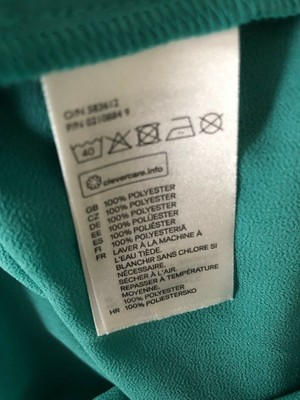 O/N 583612
P/N 0210884 9
40
clevercare.info
GB 100% POLYESTER
CZ 100% POLYESTER
DE 100% POLYESTER
EE 100% POLÜESTER
ES 100% POLIÉSTER
FI 100% POLYESTERIÄ
FR LAVER À LA MACHINE À
L'EAU TIÈDE.
BLANCHIR SANS CHLORE SI
NÉCESSAIRE.
SÉCHER À L'AIR.
REPASSER À TEMPÉRATURE
MOYENNE.
100% POLYESTER
HR 100% POLIESTERSKO